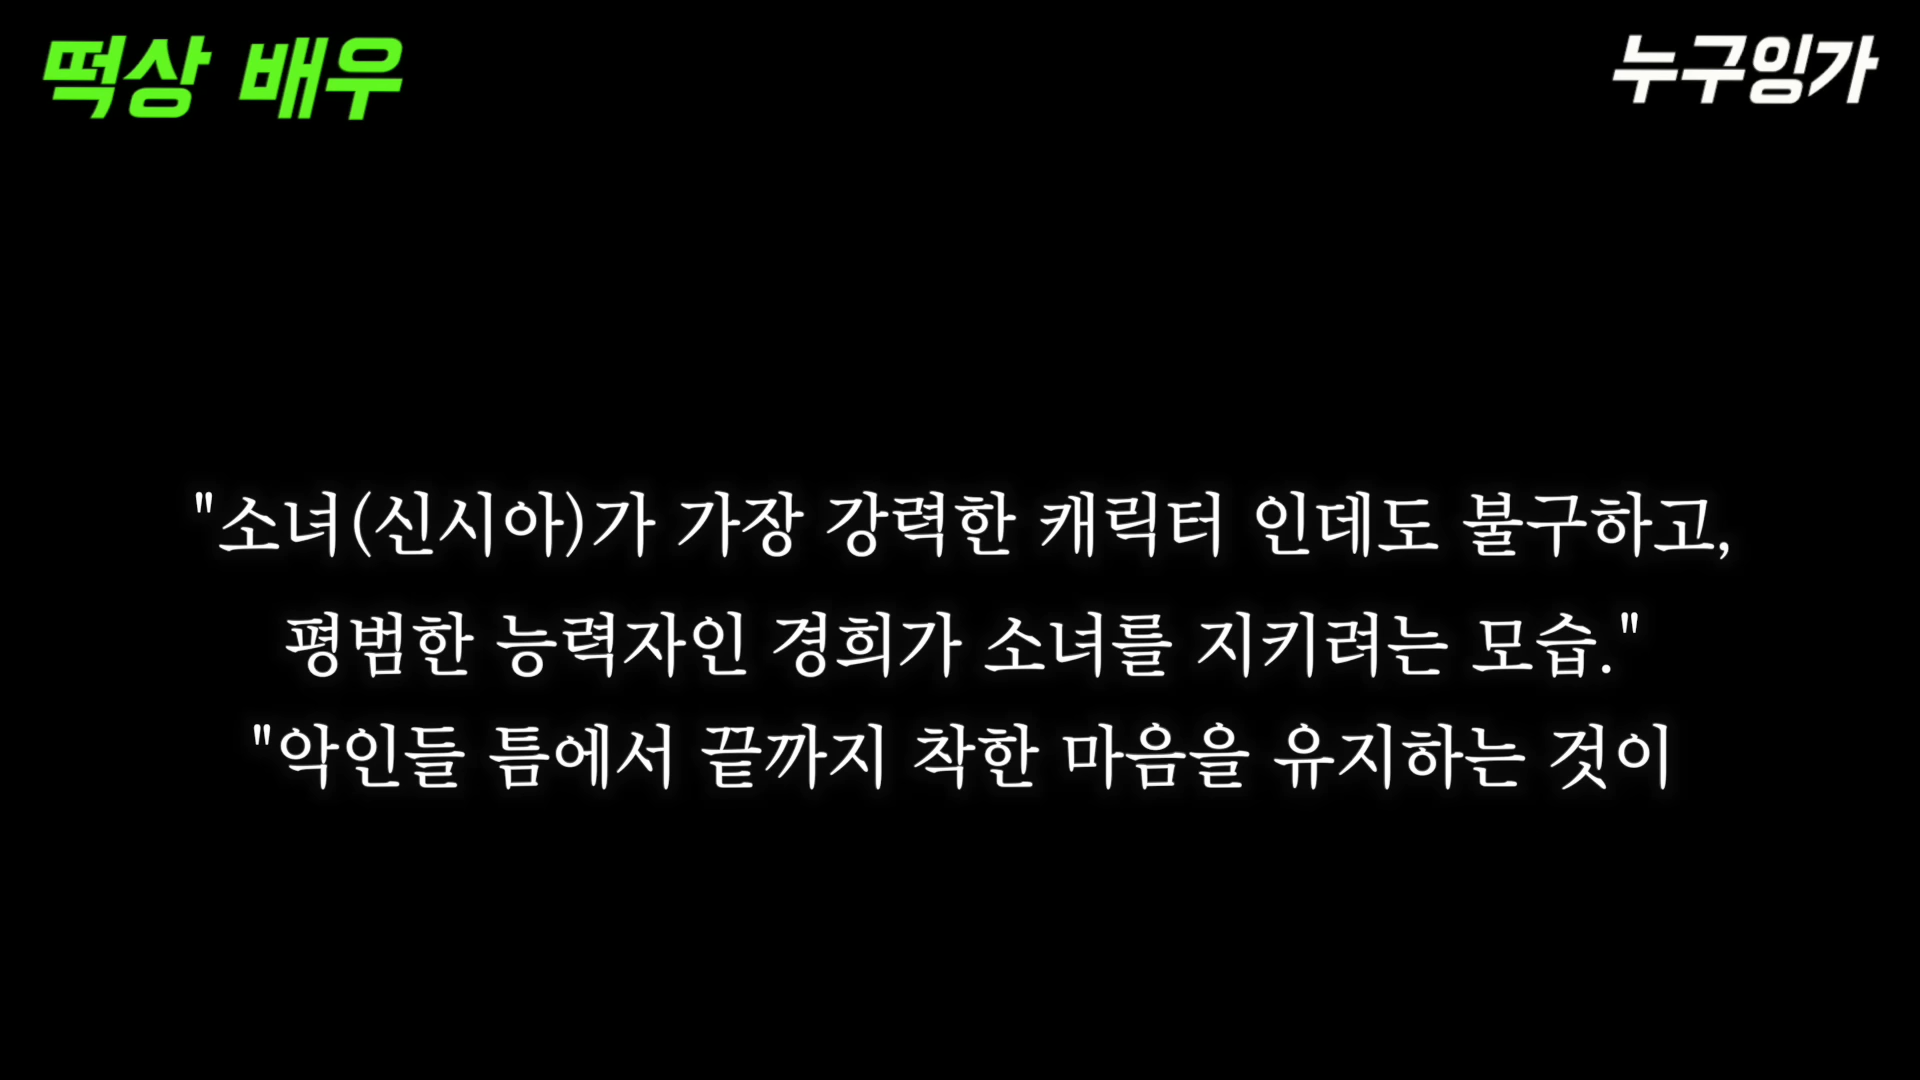 떡상 배우
누구잉가
"소녀(신시아)가 가장 강력한 캐릭터 인데도 불구하고,
평범한 능력자인 경희가 소녀를 지키려는 모습."
"악인들 틈에서 끝까지 착한 마음을 유지하는 것이